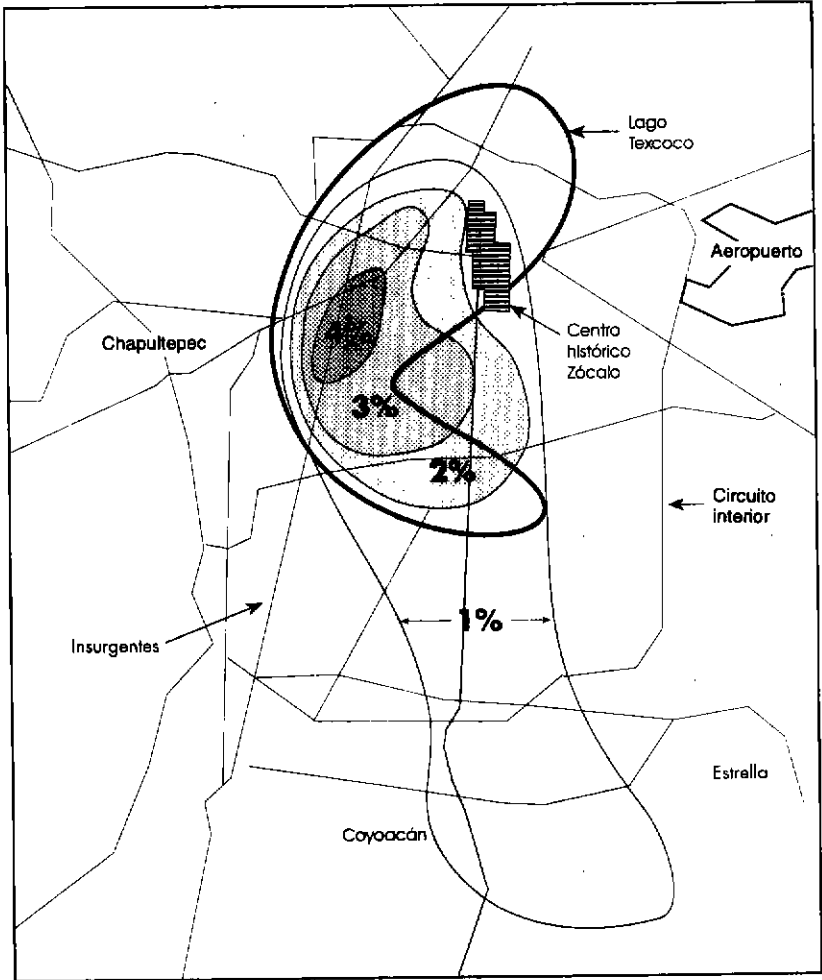 Lago
Texcoco
Aeropuerto
Chapultepec
Centro
histórico
Zócalo
4%
3%
2%
Circuito
interior
1%
Insurgentes
Estrella
Coyoacán